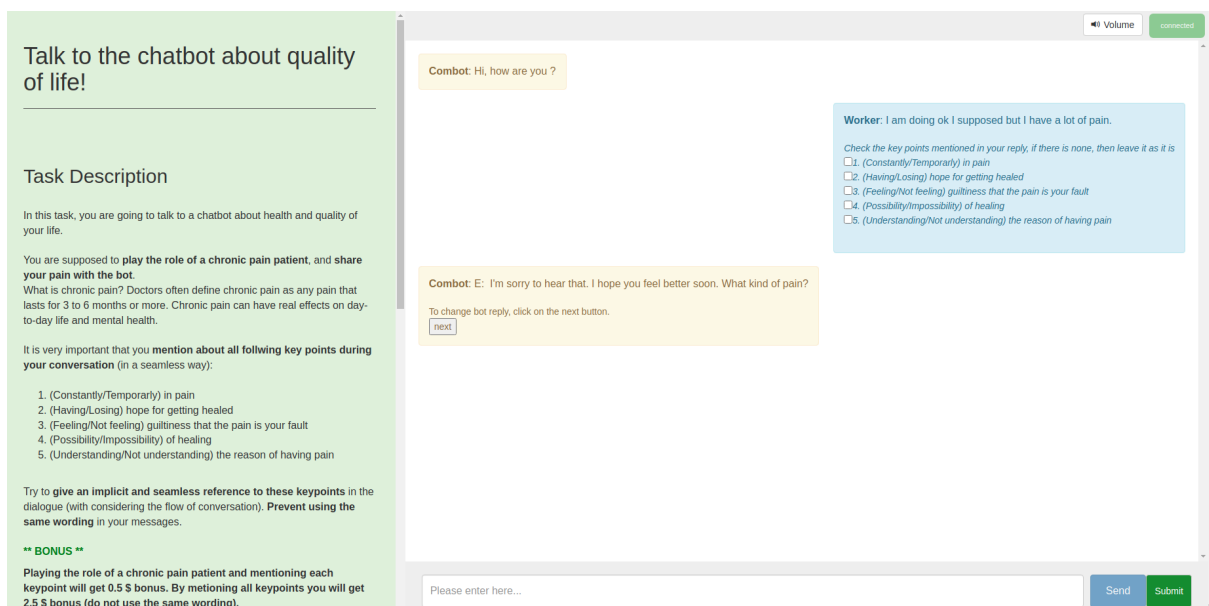 Talk to the chatbot about quality
of life!
Task Description
In this task, you are going to talk to a chatbot about health and quality of
your life.
You are supposed to play the role of a chronic pain patient, and share
your pain with the bot.
What is chronic pain? Doctors often define chronic pain as any pain that
lasts for 3 to 6 months or more. Chronic pain can have real effects on day-
to-day life and mental health.
It is very important that you mention about all follwing key points during
your conversation (in a seamless way):
1. (Constantly/Temporarly) in pain
2. (Having/Losing) hope for getting healed
3. (Feeling/Not feeling) guiltiness that the pain is your fault
4. (Possibility/Impossibility) of healing
5. (Understanding/Not understanding) the reason of having pain
Try to give an implicit and seamless reference to these keypoints in the
dialogue (with considering the flow of conversation). Prevent using the
same wording in your messages.
** BONUS **
Playing the role of a chronic pain patient and mentioning each
keypoint will get 0.5 $ bonus. By metioning all keypoints you will get
2.5 $ bonus (do not use the same wording).
Volume
connected
Combot: Hi, how are you ?
Worker: I am doing ok I supposed but I have a lot of pain.
Check the key points mentioned in your reply, if there is none, then leave it as it is
1. (Constantly/Temporarly) in pain
2. (Having/Losing) hope for getting healed
3. (Feeling/Not feeling) guiltiness that the pain is your fault
4. (Possibility/Impossibility) of healing
5. (Understanding/Not understanding) the reason of having pain
Combot: E: I'm sorry to hear that. I hope you feel better soon. What kind of pain?
To change bot reply, click on the next button.
next
Please enter here...
Send
Submit